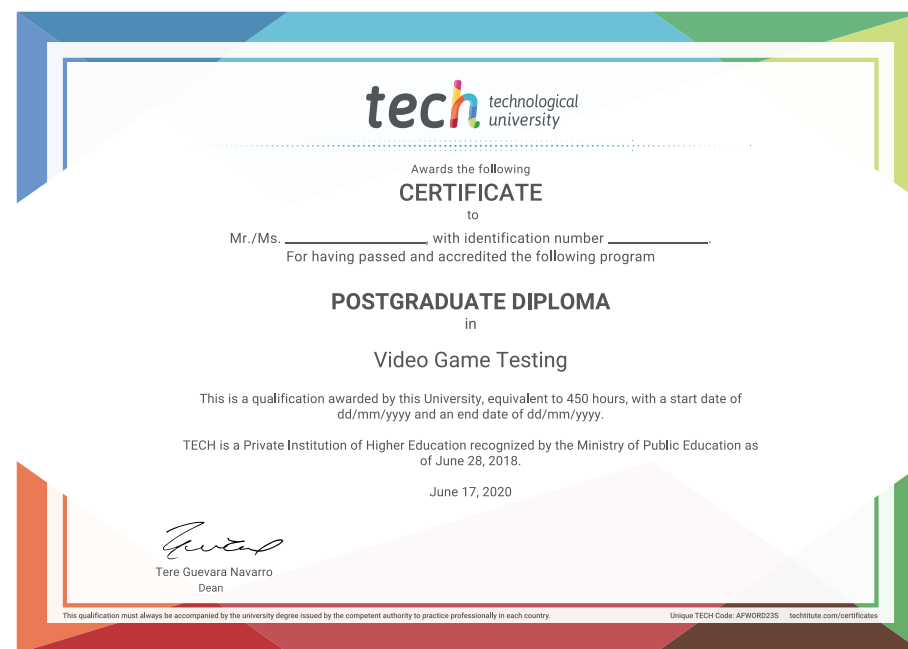 tech technological
university
Awards the following
CERTIFICATE
to
Mr./Ms. ____________________, with identification number ______________.
For having passed and accredited the following program
POSTGRADUATE DIPLOMA
in
Video Game Testing
This is a qualification awarded by this University, equivalent to 450 hours, with a start date of
dd/mm/yyyy and an end date of dd/mm/yyyy.
TECH is a Private Institution of Higher Education recognized by the Ministry of Public Education as
of June 28, 2018.
June 17, 2020
Tere Guevara Navarro
Dean
This qualification must always be accompanied by the university degree issued by the competent authority to practice professionally in each country. Unique TECH Code: AFWORD23S techtitute.com/certificates